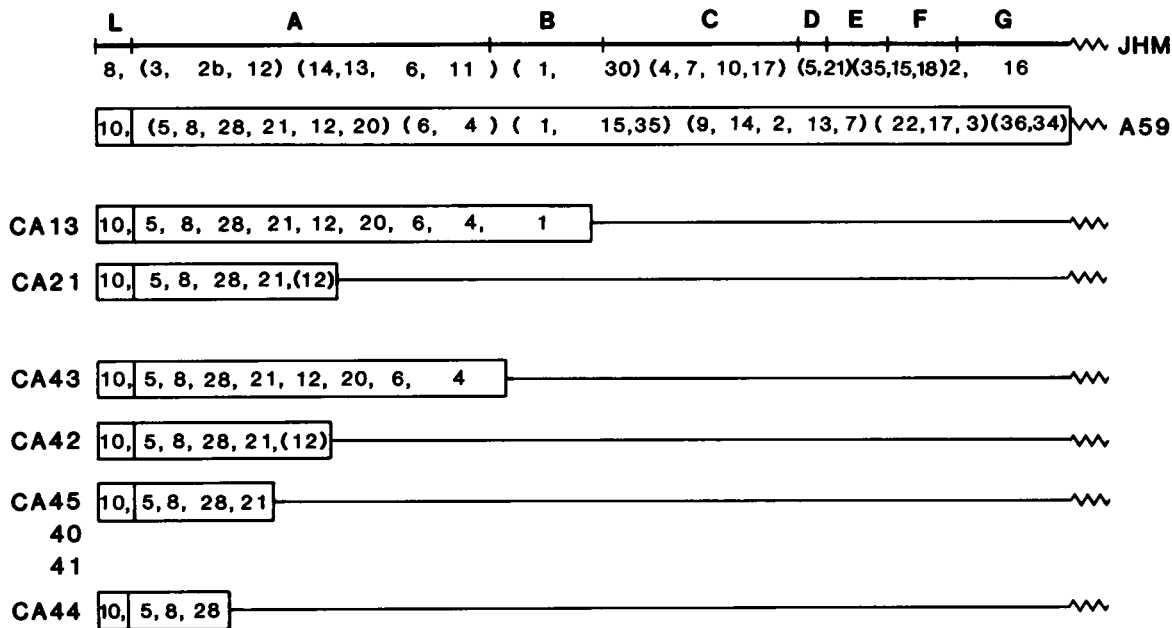 L A B C D E F G
JHM
8, (3, 2b, 12) (14,13, 6, 11 ) ( 1, 30) (4, 7, 10,17) (5,21)(35,15,18)2, 16
10, (5, 8, 28, 21, 12, 20) (6, 4 ) ( 1, 15,35) (9, 14, 2, 13, 7) ( 22,17, 3)(36,34) A59
CA13 10, 5, 8, 28, 21, 12, 20, 6, 4, 1
CA21 10, 5, 8, 28, 21,(12)
CA43 10, 5, 8, 28, 21, 12, 20, 6, 4
CA42 10, 5, 8, 28, 21,(12)
CA45 10, 5,8, 28,21
40
41
CA44 10, 5,8, 28